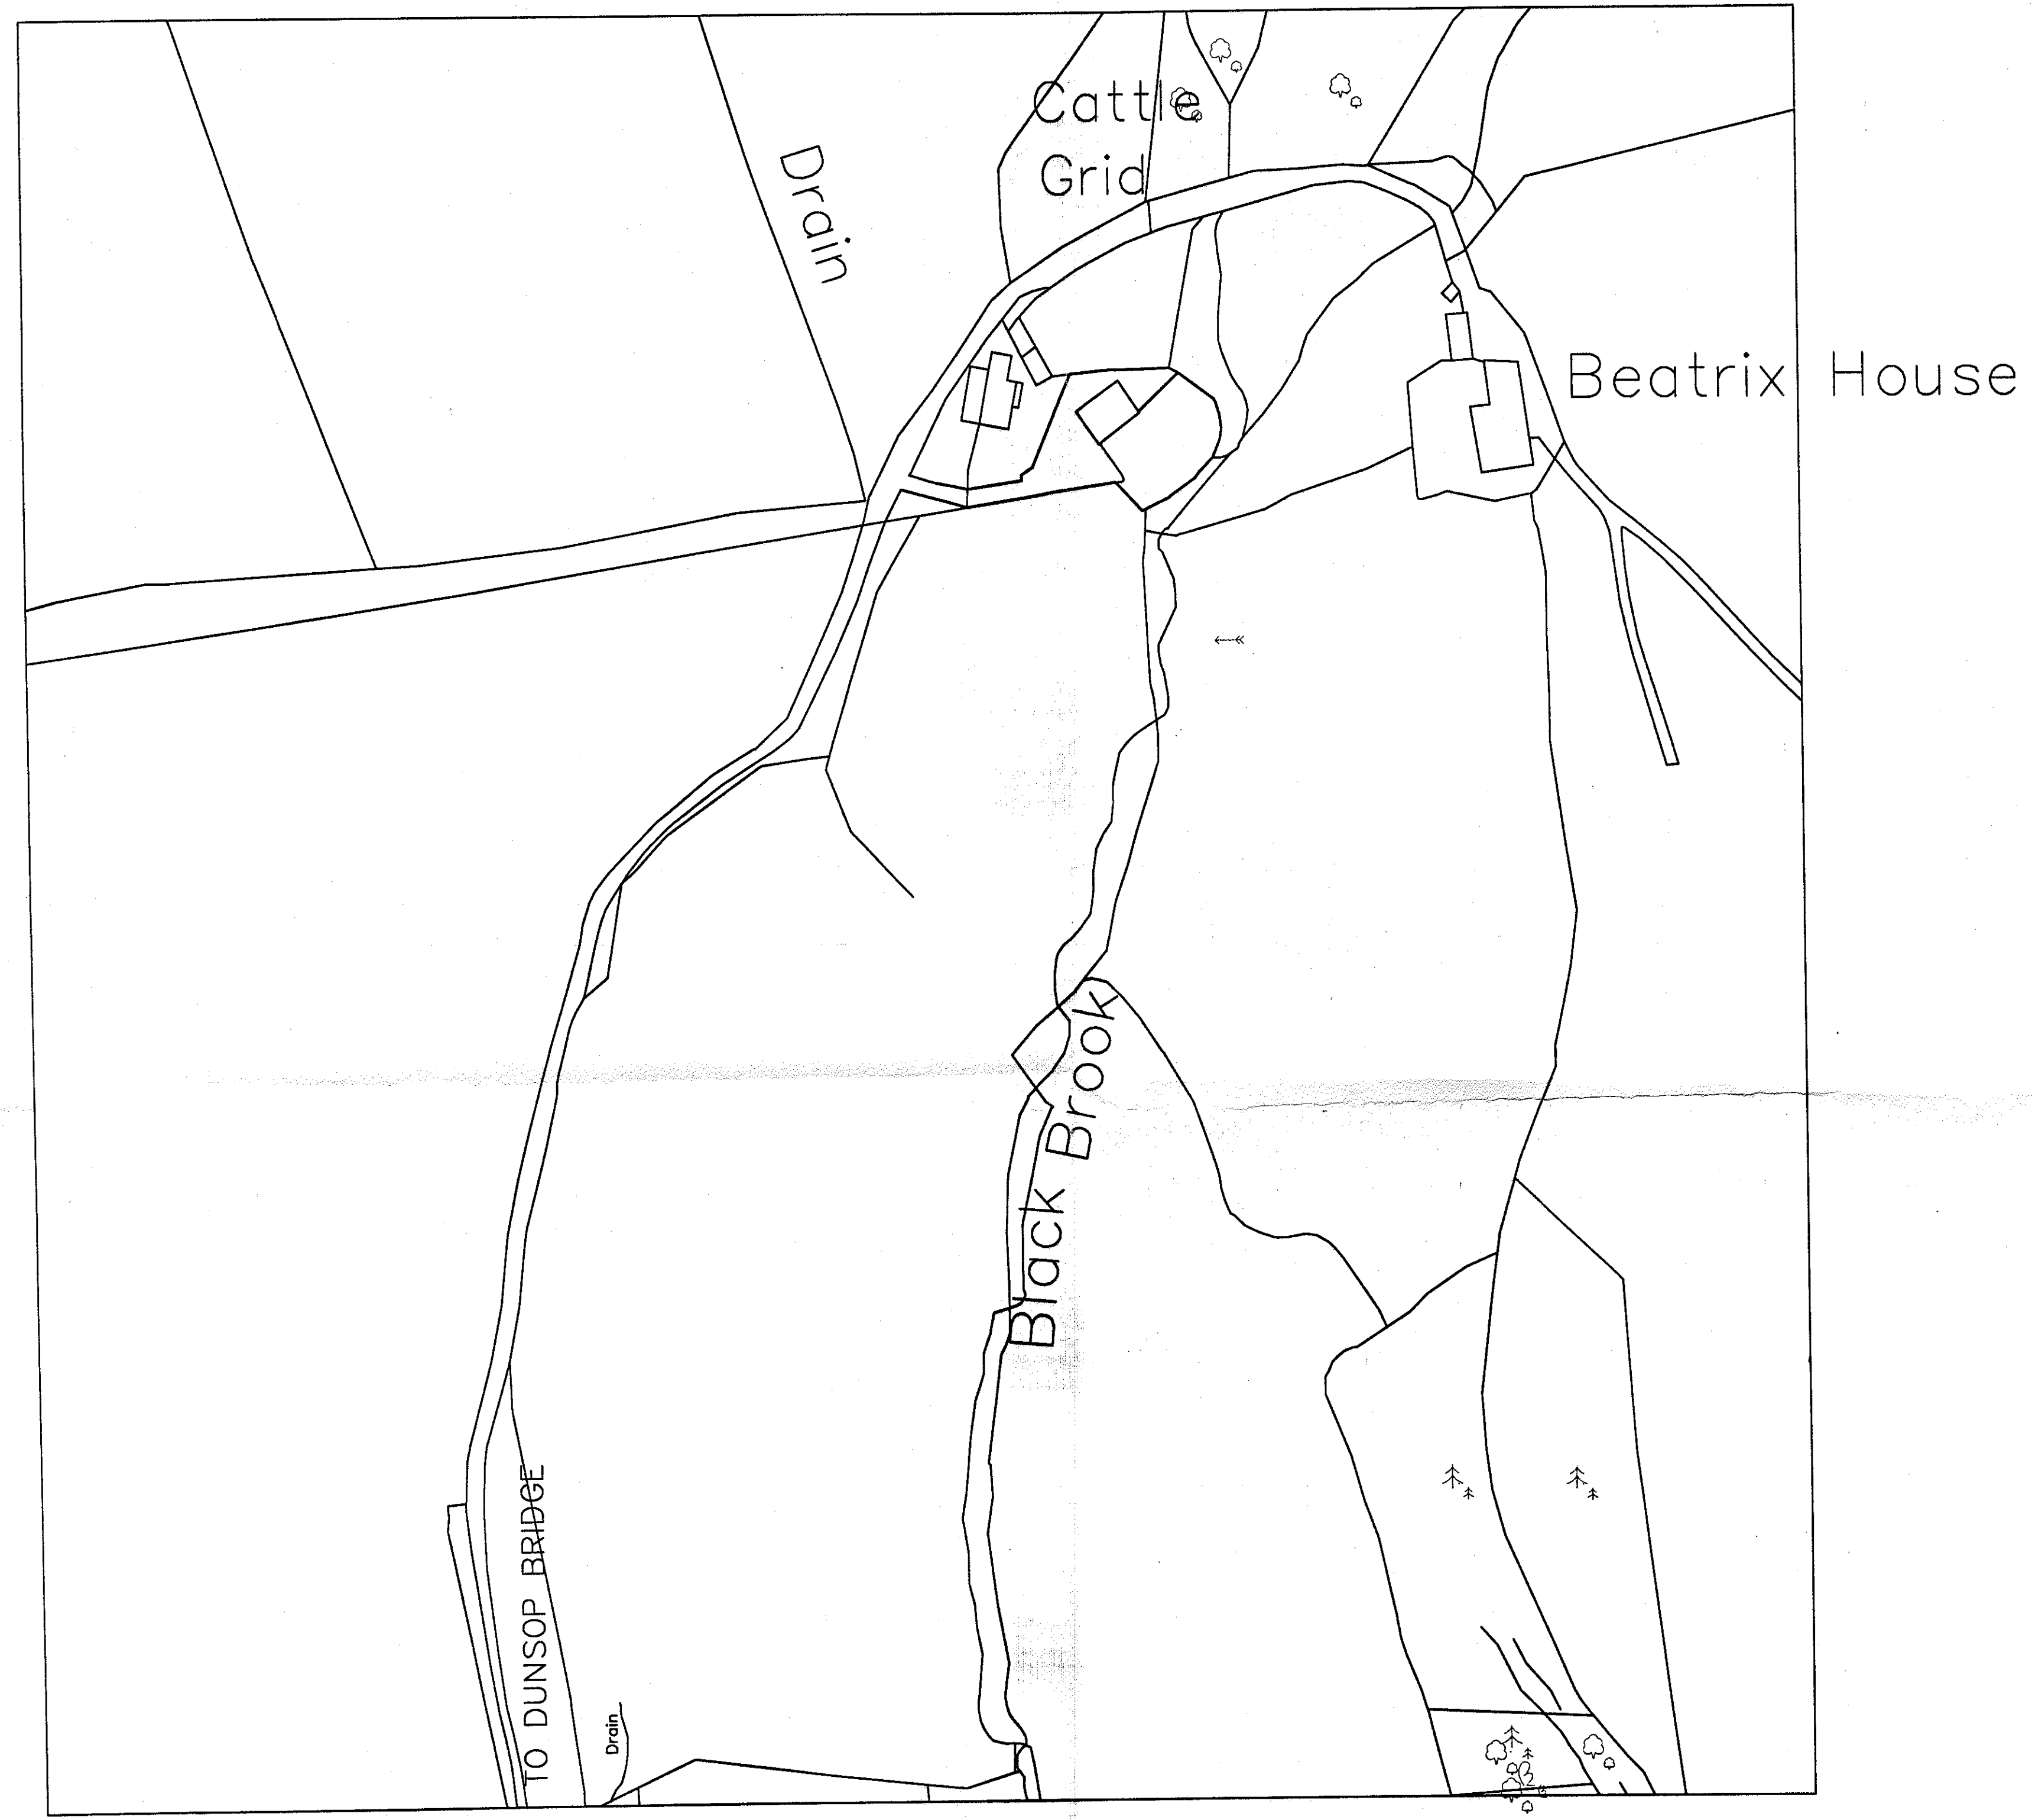 Cattle
Grid
Drain
Beatrix House
Black Brook
TO DUNSOP BRIDGE
Drain